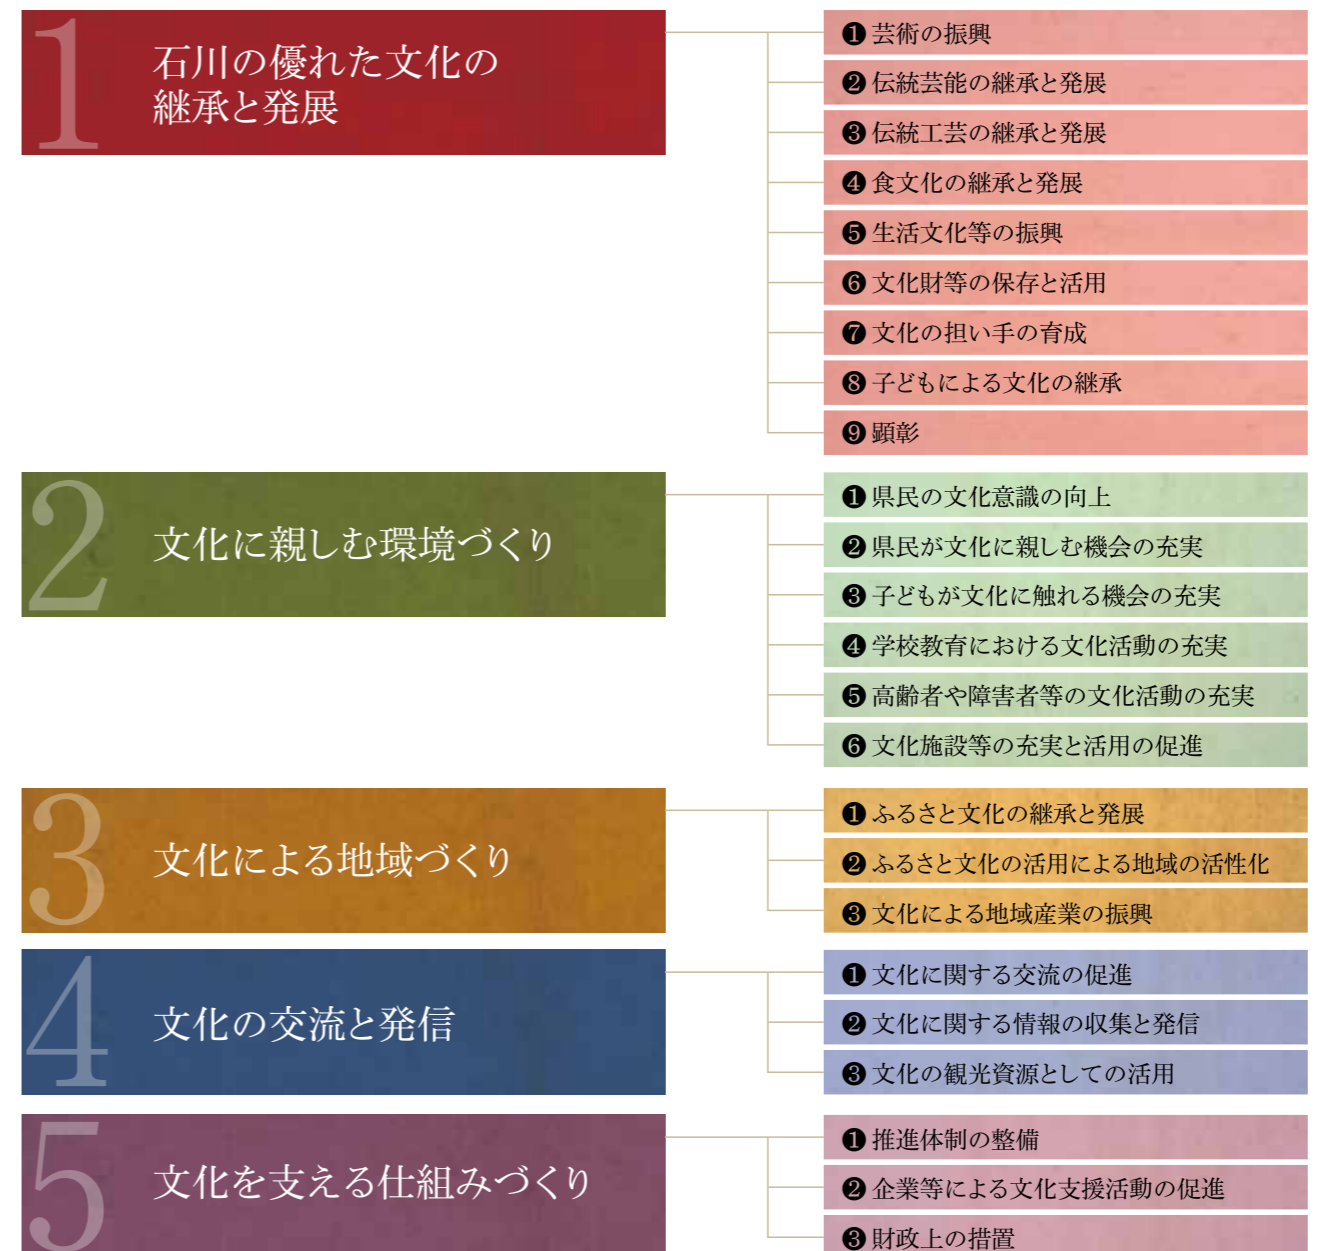 1
石川の優れた文化の
継承と発展
❶芸術の振興
❷伝統芸能の継承と発展
❸伝統工芸の継承と発展
❹食文化の継承と発展
❺生活文化等の振興
❻文化財等の保存と活用
❼文化の担い手の育成
❽子どもによる文化の継承
❾顕彰
2
文化に親しむ環境づくり
❶県民の文化意識の向上
❷県民が文化に親しむ機会の充実
❸子どもが文化に触れる機会の充実
❹学校教育における文化活動の充実
❺高齢者や障害者等の文化活動の充実
❻文化施設等の充実と活用の促進
3
文化による地域づくり
❶ふるさと文化の継承と発展
❷ふるさと文化の活用による地域の活性化
❸文化による地域産業の振興
4
文化の交流と発信
❶文化に関する交流の促進
❷文化に関する情報の収集と発信
❸文化の観光資源としての活用
5
文化を支える仕組みづくり
❶推進体制の整備
❷企業等による文化支援活動の促進
❸財政上の措置